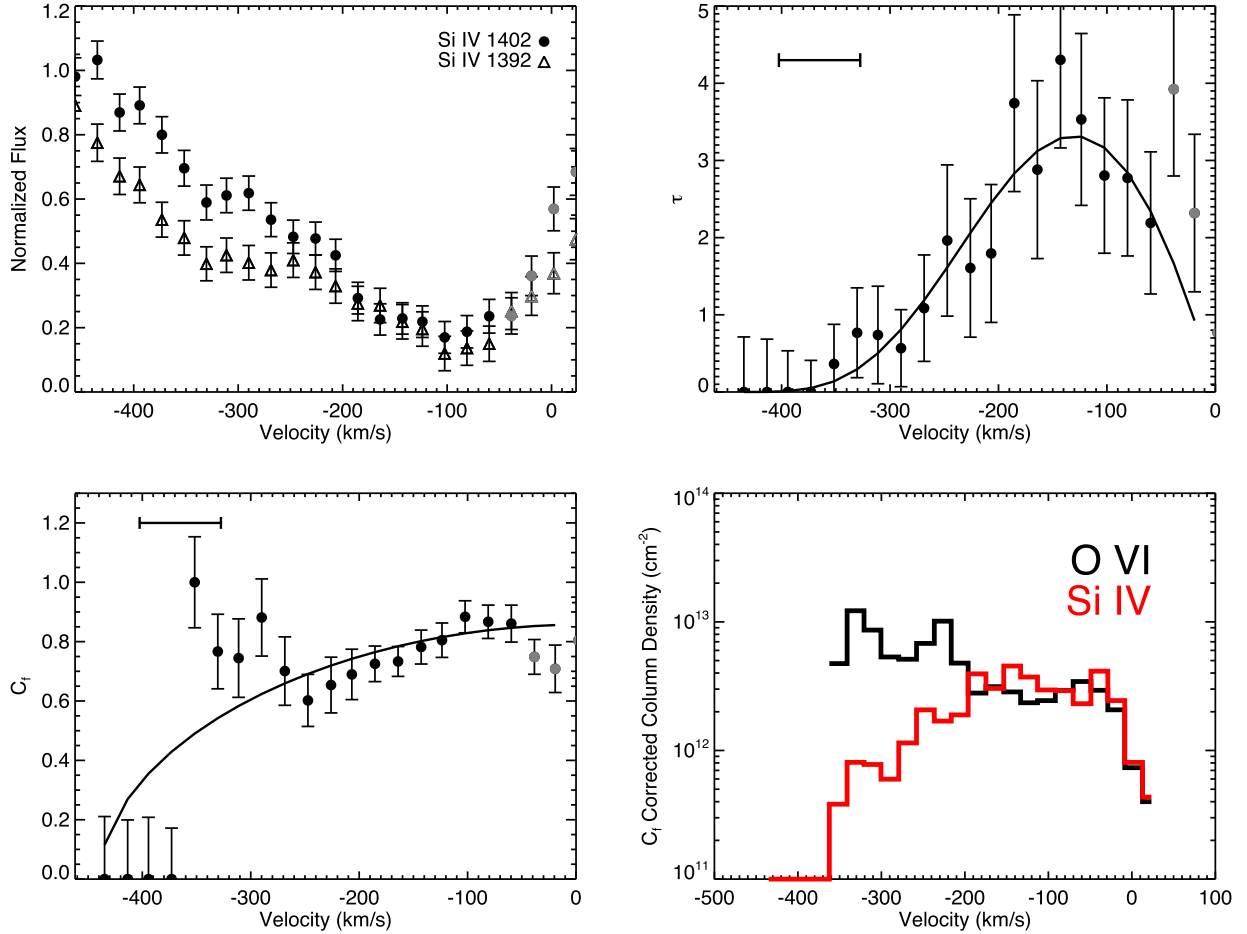 1.2
1.0
0.8
0.6
0.4
0.2
0.0
Normalized Flux
Si IV 1402
Si IV 1392
-400 -300 -200 -100 0
Velocity (km/s)
5
4
3
2
1
0
τ
-400 -300 -200 -100 0
Velocity (km/s)
1.2
1.0
0.8
0.6
0.4
0.2
0.0
Cf
-400 -300 -200 -100 0
Velocity (km/s)
10^14
10^13
10^12
10^11
Cf Corrected Column Density (cm^-2)
O VI
Si IV
-500 -400 -300 -200 -100 0 100
Velocity (km/s)